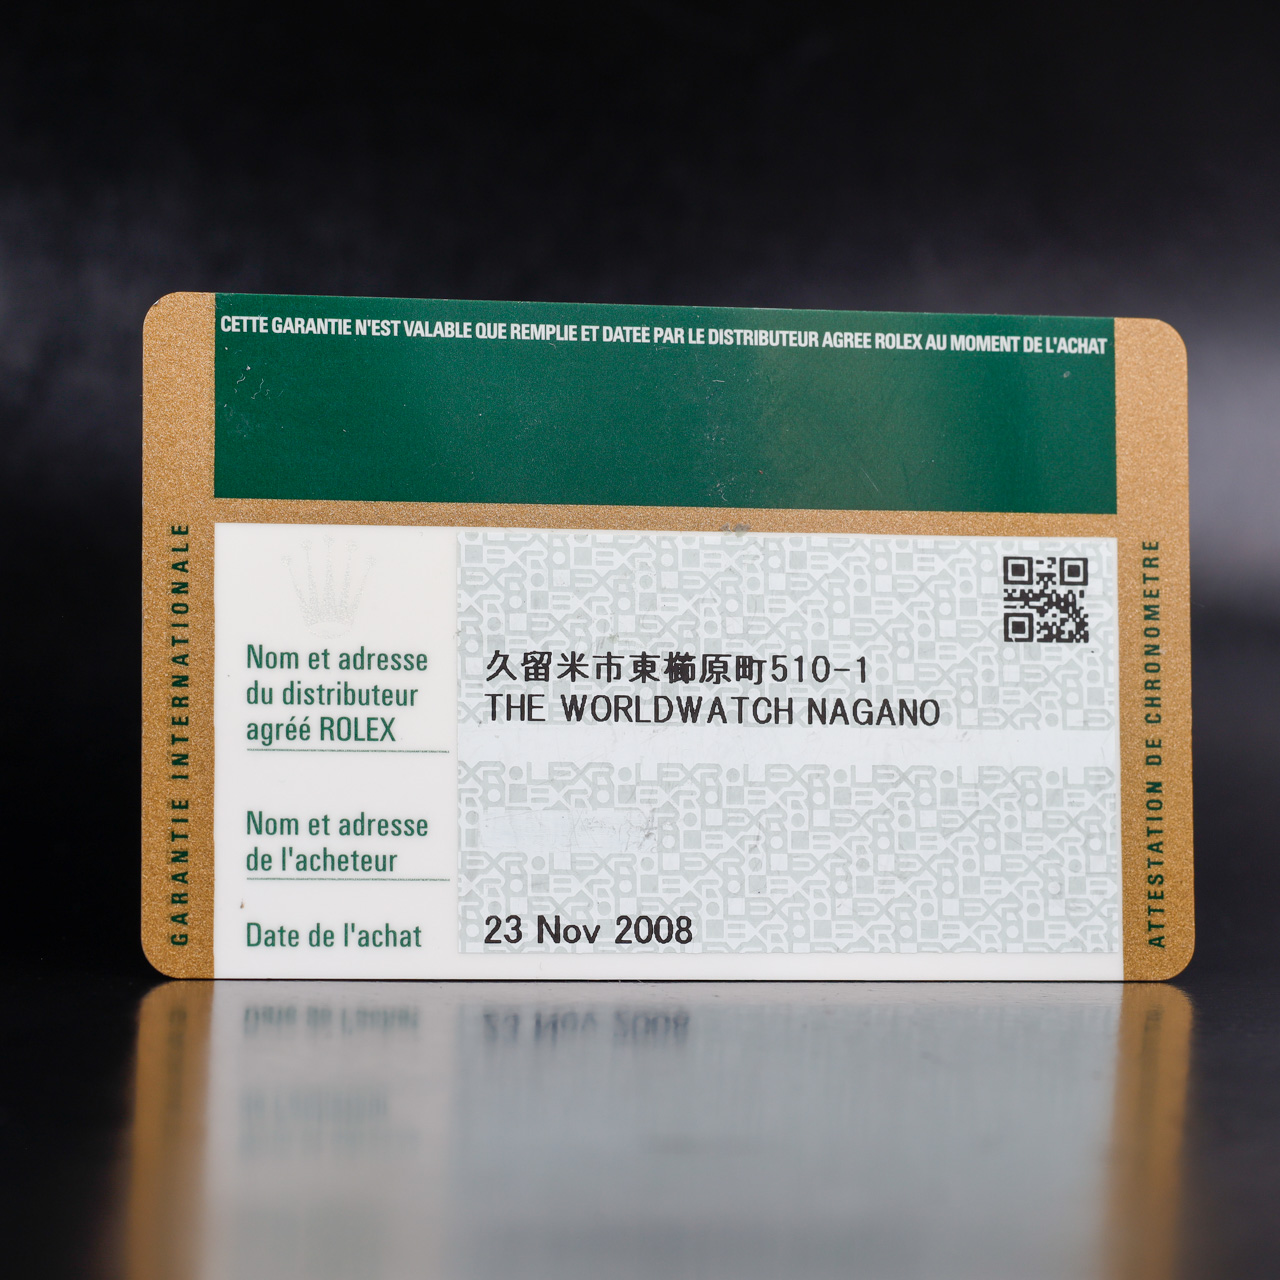 CETTE GARANTIE N'EST VALABLE QUE REMPLIE ET DATEE PAR LE DISTRIBUTEUR AGREE ROLEX AU MOMENT DE L'ACHAT
GARANTIE INTERNATIONALE
Nom et adresse
du distributeur
agréé ROLEX
久留米市東櫛原町510-1
THE WORLDWATCH NAGANO
Nom et adresse
de l'acheteur
Date de l'achat
23 Nov 2008
ATTESTATION DE CHRONOMETRE